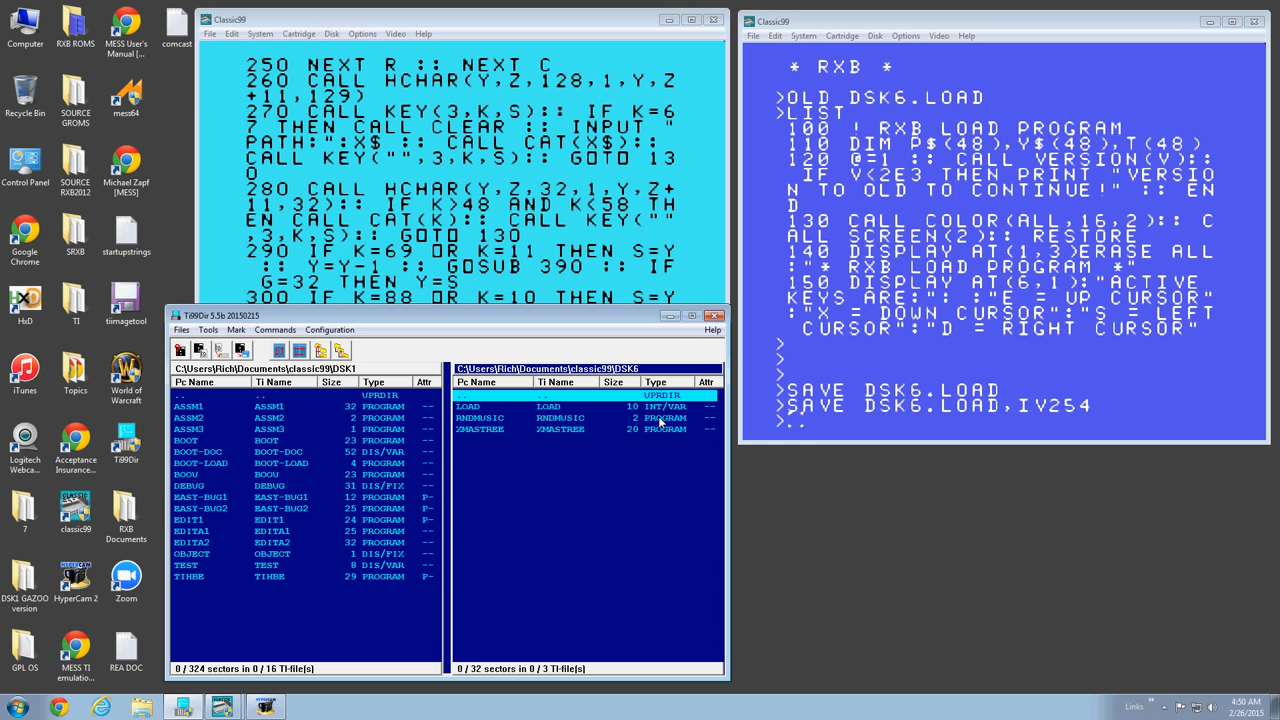 Computer
RXB ROMS
MESS User's
Manual [...
comcast
Recycle Bin
SOURCE
GROMS
mess64
Control Panel
SOURCE
RXB2012
Michael Zapf
[MESS]
Google
Chrome
SRXB
startupstrings
HxD
TI
tiimagetool
iTunes
Topics
World of
Warcraft
Logitech
Webca...
Acceptance
Insurance...
Ti99Dir
7
classic99
RXB
Documents
DSK1 GAZOO
version
HyperCam 2
Zoom
GPL OS
MESS TI
emulatio...
REA DOC
Classic99
File Edit System Cartridge Disk Options Video Help
250 NEXT R :: NEXT C
260 CALL HCHAR(Y,Z,128,1,Y,Z
+11,129)
270 CALL KEY(3,K,S):: IF K=6
7 THEN CALL CLEAR :: INPUT "
PATH:":X$ :: CALL CAT(X$)::
CALL KEY("",3,K,S):: GOTO 13
0
280 CALL HCHAR(Y,Z,32,1,Y,Z+
11,32):: IF K>48 AND K<58 TH
EN CALL CAT(K):: CALL KEY(""
,3,K,S):: GOTO 130
290 IF K=69 OR K=11 THEN S=Y
:: Y=Y-1 :: GOSUB 390 :: IF
G=32 THEN Y=S
300 IF K=88 OR K=10 THEN S=Y
Classic99
File Edit System Cartridge Disk Options Video Help
* RXB *
>OLD DSK6.LOAD
>LIST
100 ! RXB LOAD PROGRAM
110 DIM P$(48),Y$(48),T(48)
120 @=1 :: CALL VERSION(V)::
IF V<2E3 THEN PRINT "VERSIO
N TO OLD TO CONTINUE!" :: EN
D
130 CALL COLOR(ALL,16,2):: C
ALL SCREEN(2):: RESTORE
140 DISPLAY AT(1,3)ERASE ALL
:"* RXB LOAD PROGRAM *"
150 DISPLAY AT(6,1):"ACTIVE
KEYS ARE:": :"E = UP CURSOR"
:"X = DOWN CURSOR":"S = LEFT
CURSOR":"D = RIGHT CURSOR"
>
>
>
>SAVE DSK6.LOAD
>SAVE DSK6.LOAD,IV254
>
Ti99Dir 5.5b 20150215
Files Tools Mark Commands Configuration Help
C:\Users\Rich\Documents\classic99\DSK1
Pc Name Ti Name Size Type Attr
.. .. UPRDIR
ASSM1 ASSM1 32 PROGRAM --
ASSM2 ASSM2 2 PROGRAM --
ASSM3 ASSM3 1 PROGRAM --
BOOT BOOT 23 PROGRAM --
BOOT-DOC BOOT-DOC 52 DIS/VAR --
BOOT-LOAD BOOT-LOAD 4 PROGRAM --
BOOU BOOU 23 PROGRAM --
DEBUG DEBUG 31 DIS/FIX --
EASY-BUG1 EASY-BUG1 12 PROGRAM P-
EASY-BUG2 EASY-BUG2 25 PROGRAM P-
EDIT1 EDIT1 24 PROGRAM P-
EDITA1 EDITA1 25 PROGRAM --
EDITA2 EDITA2 32 PROGRAM --
OBJECT OBJECT 1 DIS/FIX --
TEST TEST 8 DIS/VAR --
TIHBE TIHBE 29 PROGRAM P-
0 / 324 sectors in 0 / 16 TI-file(s)
C:\Users\Rich\Documents\classic99\DSK6
Pc Name Ti Name Size Type Attr
.. .. UPRDIR
LOAD LOAD 10 INT/VAR --
RNDMUSIC RNDMUSIC 2 PROGRAM --
XMASTREE XMASTREE 20 PROGRAM --
0 / 32 sectors in 0 / 3 TI-file(s)
Links
4:50 AM
2/26/2015